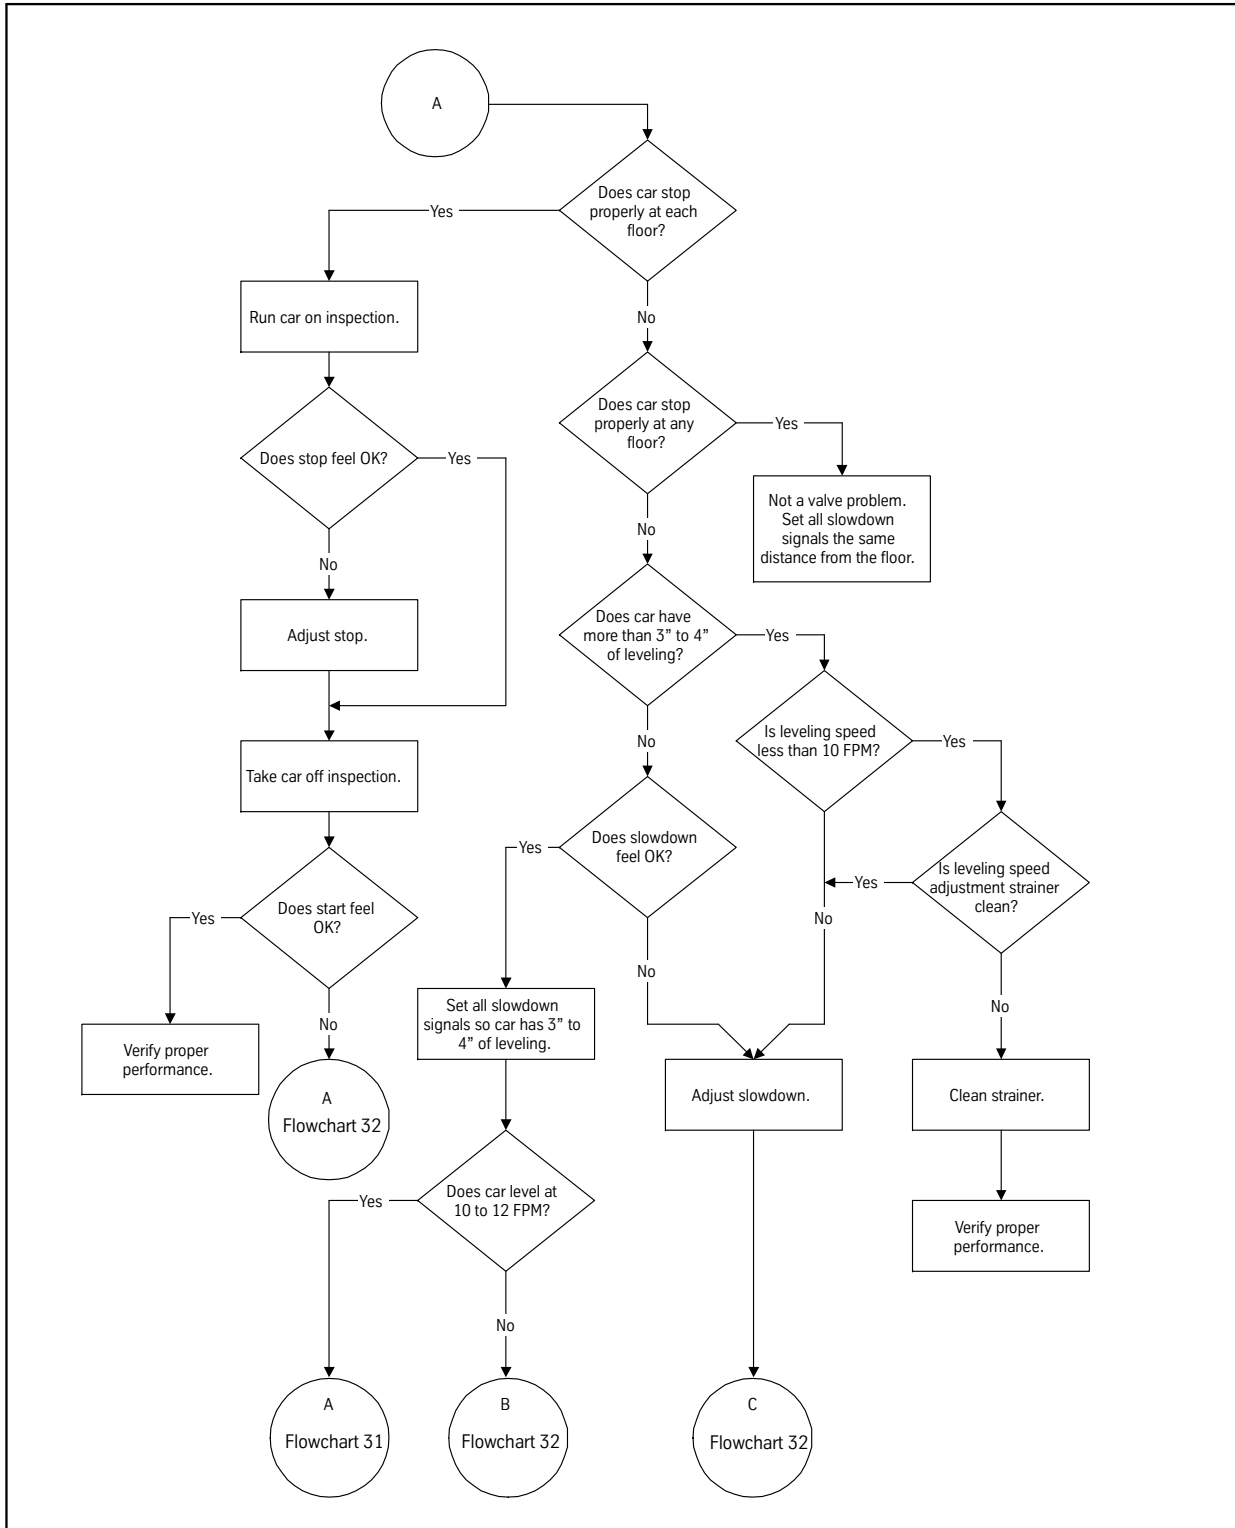 A
Does car stop
properly at each
floor?
Yes
No
Run car on inspection.
Does car stop
properly at any
floor?
Yes
No
Does stop feel OK?
Yes
No
Not a valve problem.
Set all slowdown
signals the same
distance from the floor.
Adjust stop.
Does car have
more than 3” to 4”
of leveling?
Yes
No
Is leveling speed
less than 10 FPM?
Yes
No
Take car off inspection.
Does slowdown
feel OK?
Yes
No
Is leveling speed
adjustment strainer
clean?
Yes
No
Does start feel
OK?
Yes
No
Verify proper
performance.
A
Flowchart 32
Set all slowdown
signals so car has 3” to
4” of leveling.
Adjust slowdown.
Clean strainer.
Does car level at
10 to 12 FPM?
Yes
No
Verify proper
performance.
A
Flowchart 31
B
Flowchart 32
C
Flowchart 32